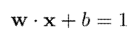 w · x + b = 1